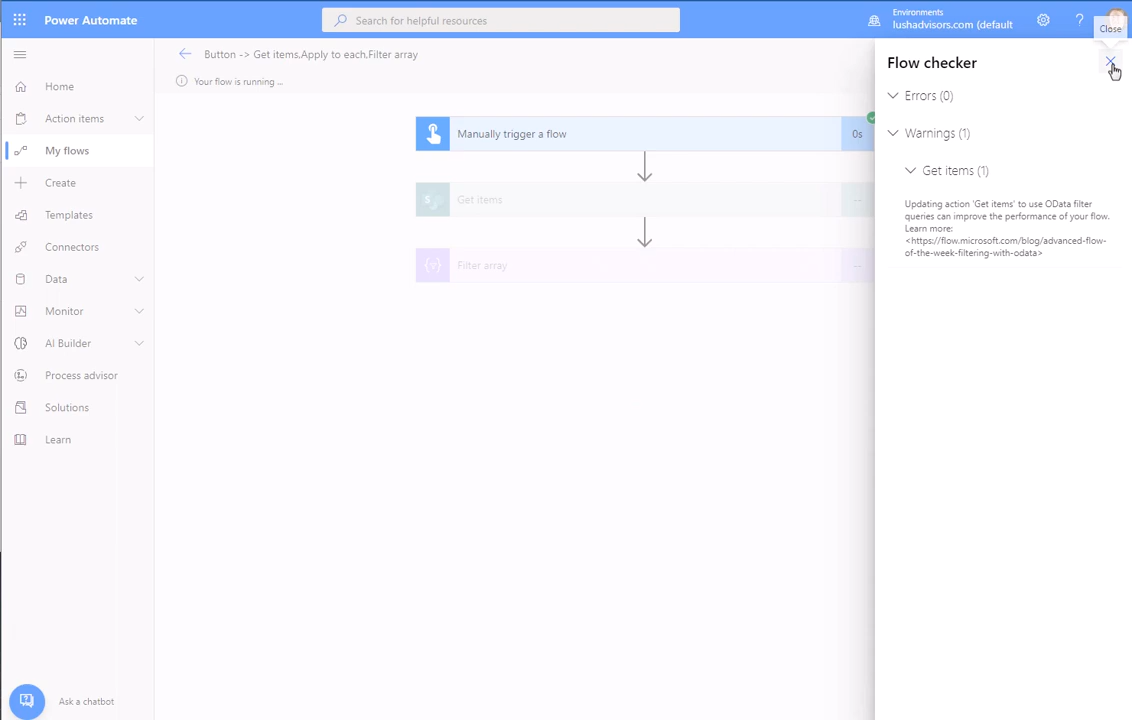 Power Automate
Search for helpful resources
Environments
lushadvisors.com (default
?
Close
Home
Action items
My flows
Create
Templates
Connectors
Data
Monitor
AI Builder
Process advisor
Solutions
Learn
Ask a chatbot
Button -> Get items,Apply to each,Filter array
Your flow is running ...
Manually trigger a flow
0s
Get items
--
Filter array
--
Flow checker
Errors (0)
Warnings (1)
Get items (1)
Updating action 'Get items' to use OData filter
queries can improve the performance of your flow.
Learn more:
<https://flow.microsoft.com/blog/advanced-flow-
of-the-week-filtering-with-odata>